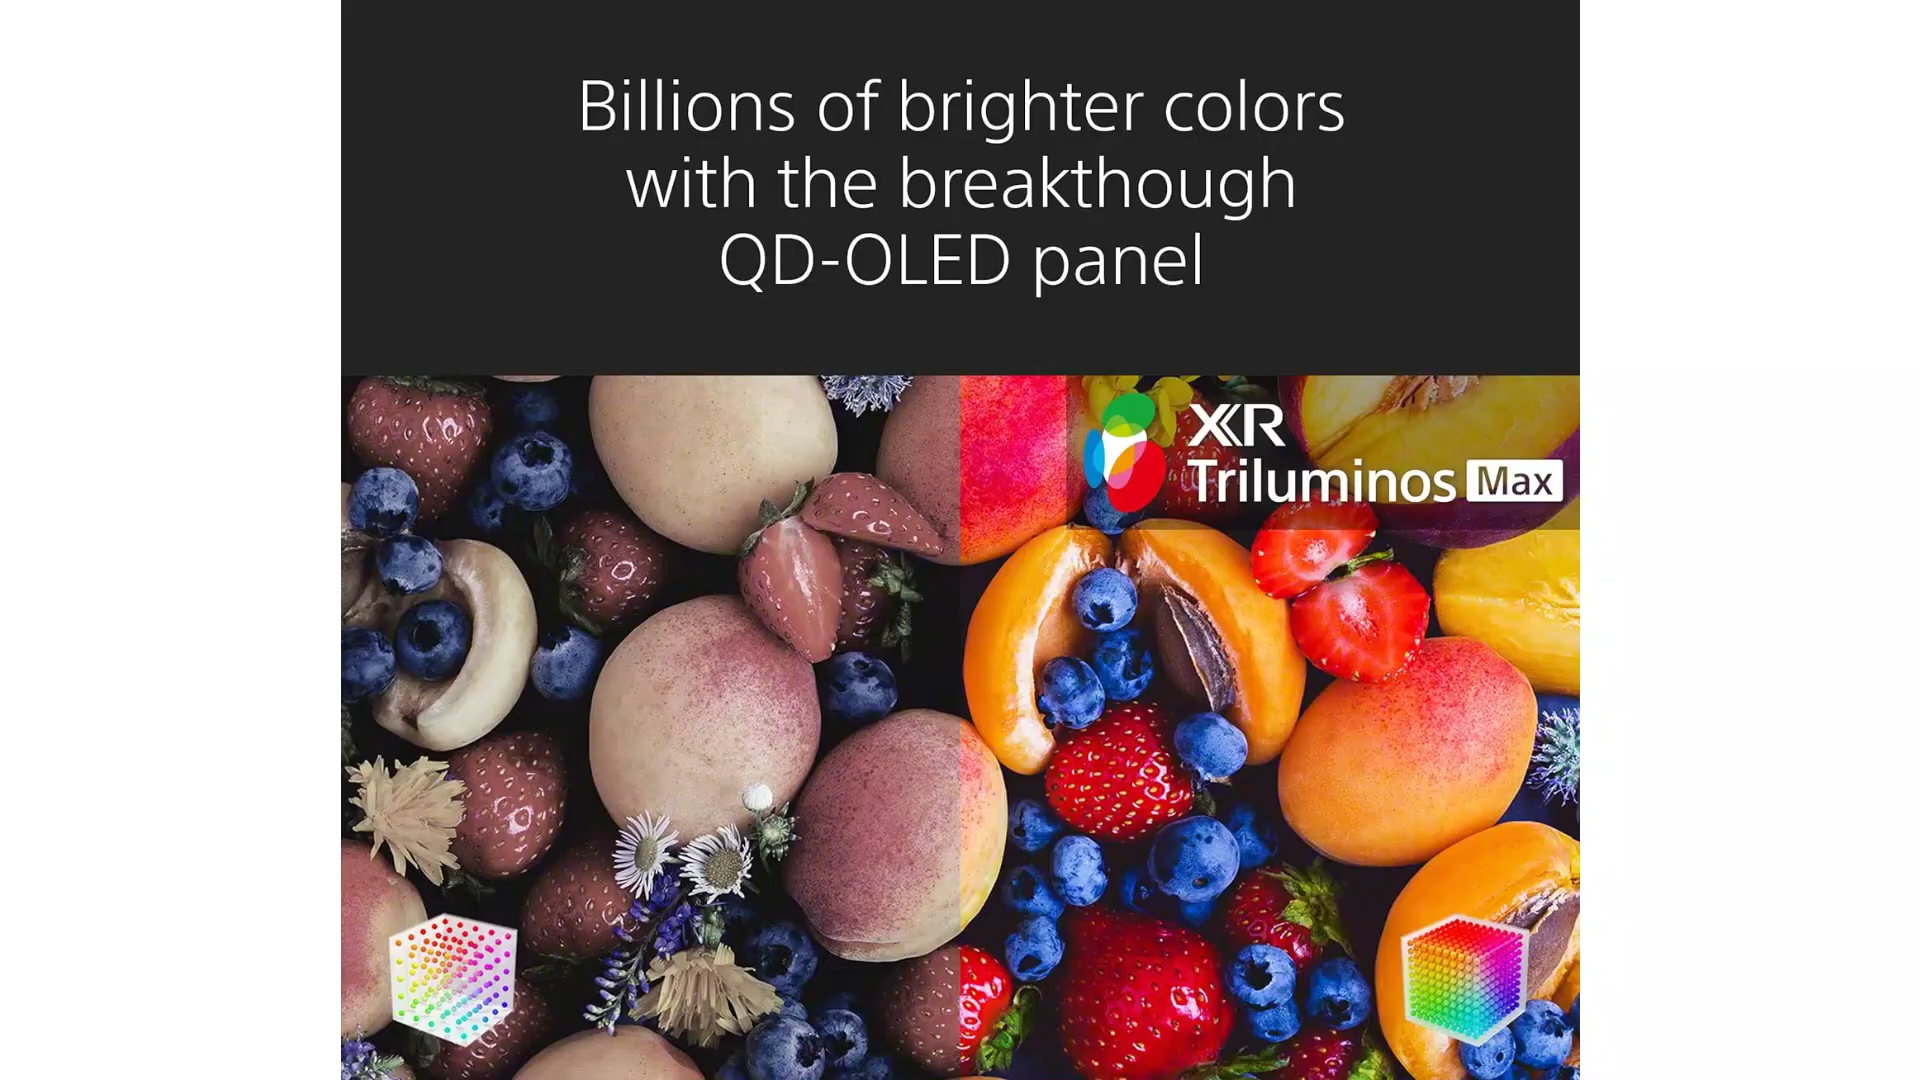 Billions of brighter colors
with the breakthough
QD-OLED panel
XR
Triluminos Max